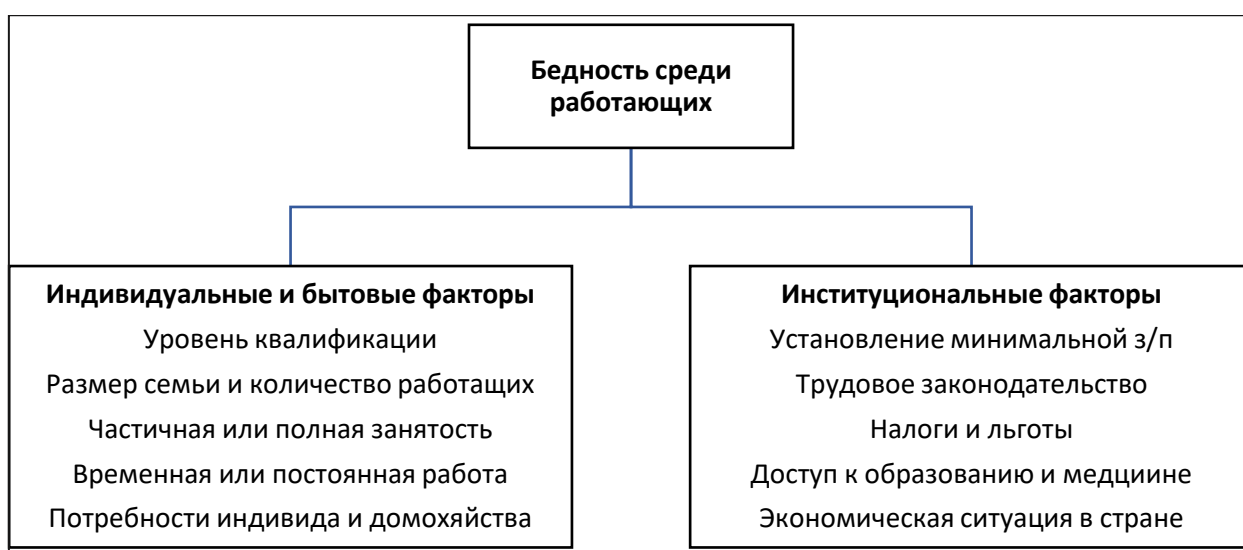 Бедность среди
работающих
Индивидуальные и бытовые факторы
Уровень квалификации
Размер семьи и количество работащих
Частичная или полная занятость
Временная или постоянная работа
Потребности индивида и домохяйства
Институциональные факторы
Установление минимальной з/п
Трудовое законодательство
Налоги и льготы
Доступ к образованию и медциине
Экономическая ситуация в стране